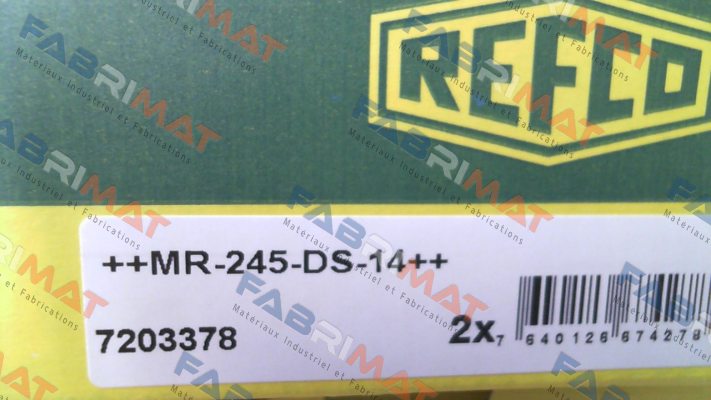 REFCO
++MR-245-DS-14++
7203378
2x
7 640126 674278
FABRIMAT
Matériaux Industriel et Fabrications